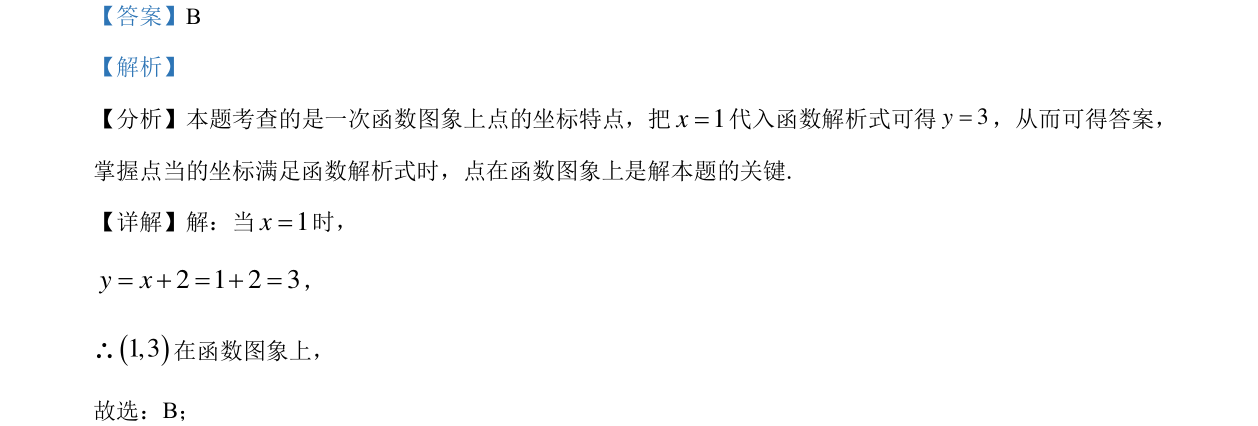 【答案】B
【解析】
【分析】本题考查的是一次函数图象上点的坐标特点，把 x = 1 代入函数解析式可得 y = 3，从而可得答案，
掌握点当的坐标满足函数解析式时，点在函数图象上是解本题的关键.
【详解】解：当 x = 1 时，
y = x + 2 = 1 + 2 = 3，
∴(1,3)在函数图象上，
故选：B；